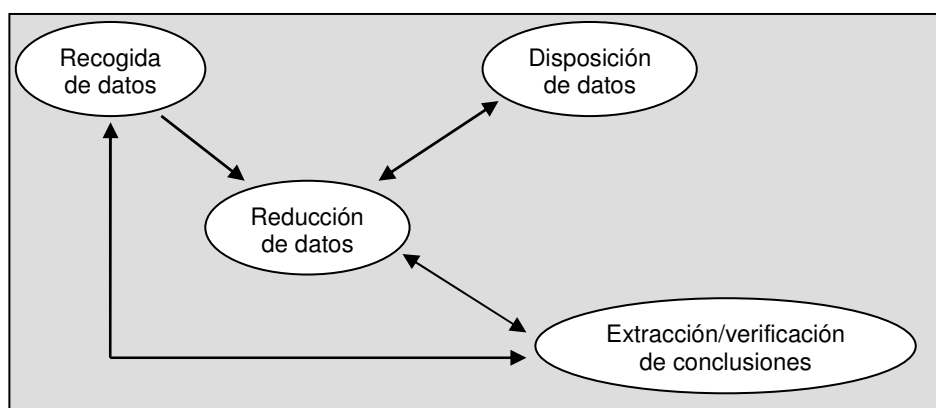 Recogida
de datos
Disposición
de datos
Reducción
de datos
Extracción/verificación
de conclusiones